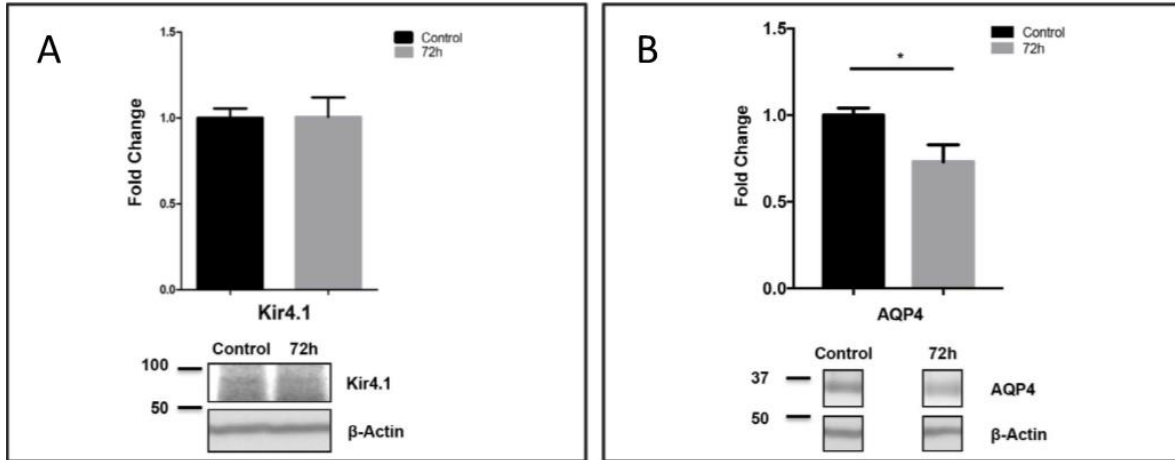 A
1.5
1.0
0.5
0.0
Fold Change
Control
72h
Kir4.1
Control 72h
100
Kir4.1
50
β-Actin
B
1.5
1.0
0.5
0.0
Fold Change
Control
72h
*
AQP4
Control 72h
37
AQP4
50
β-Actin